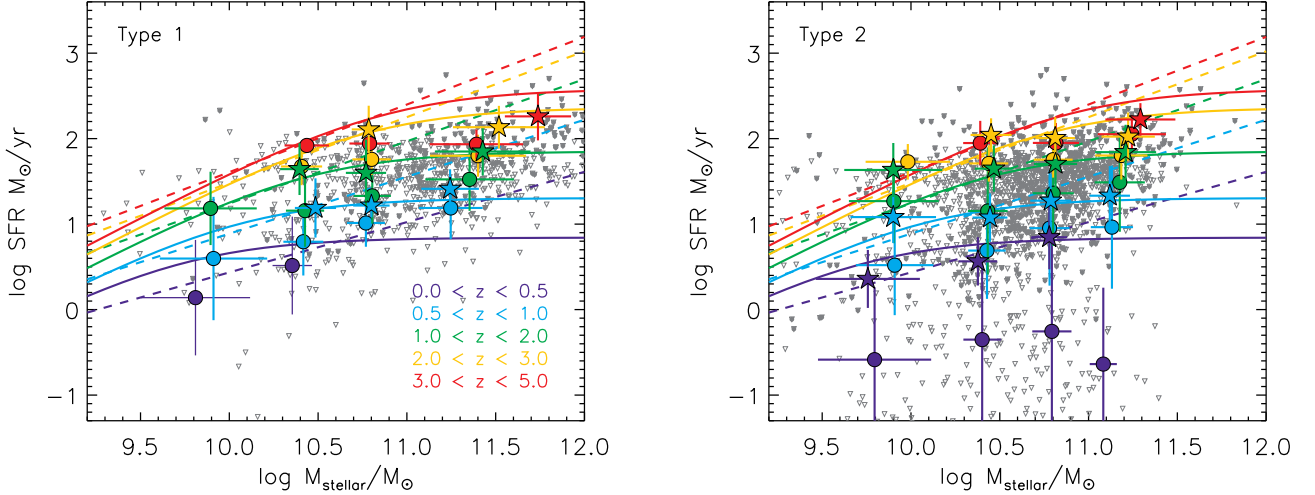 Type 1
log SFR M☉/yr
3
2
1
0
−1
0.0 < z < 0.5
0.5 < z < 1.0
1.0 < z < 2.0
2.0 < z < 3.0
3.0 < z < 5.0
9.5 10.0 10.5 11.0 11.5 12.0
log Mstellar/M☉
Type 2
log SFR M☉/yr
3
2
1
0
−1
9.5 10.0 10.5 11.0 11.5 12.0
log Mstellar/M☉